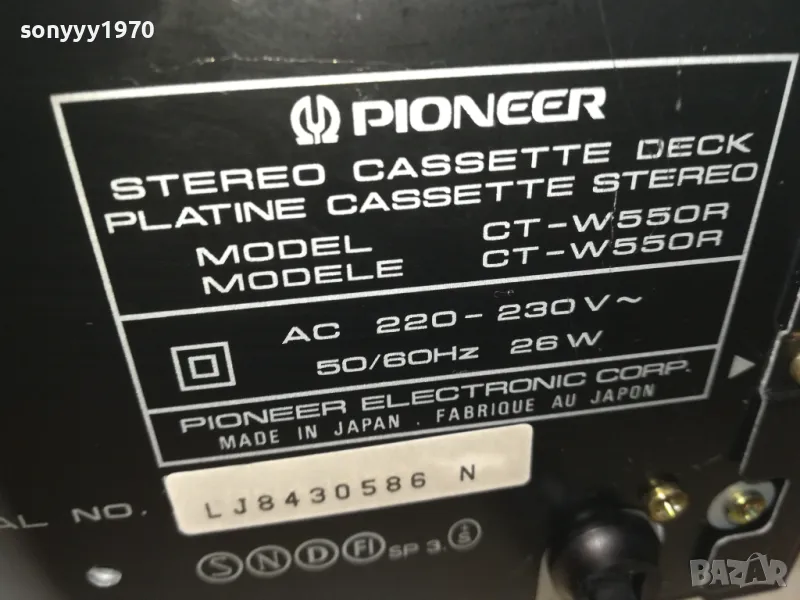 sonyyy1970
PIONEER
STEREO CASSETTE DECK
PLATINE CASSETTE STEREO
MODEL CT-W550R
MODELE CT-W550R
AC 220-230V~
50/60Hz 26W
PIONEER ELECTRONIC CORP.
MADE IN JAPAN . FABRIQUE AU JAPON
AL NO. LJ8430586 N
S N D FI SP 3. S
BAZAR